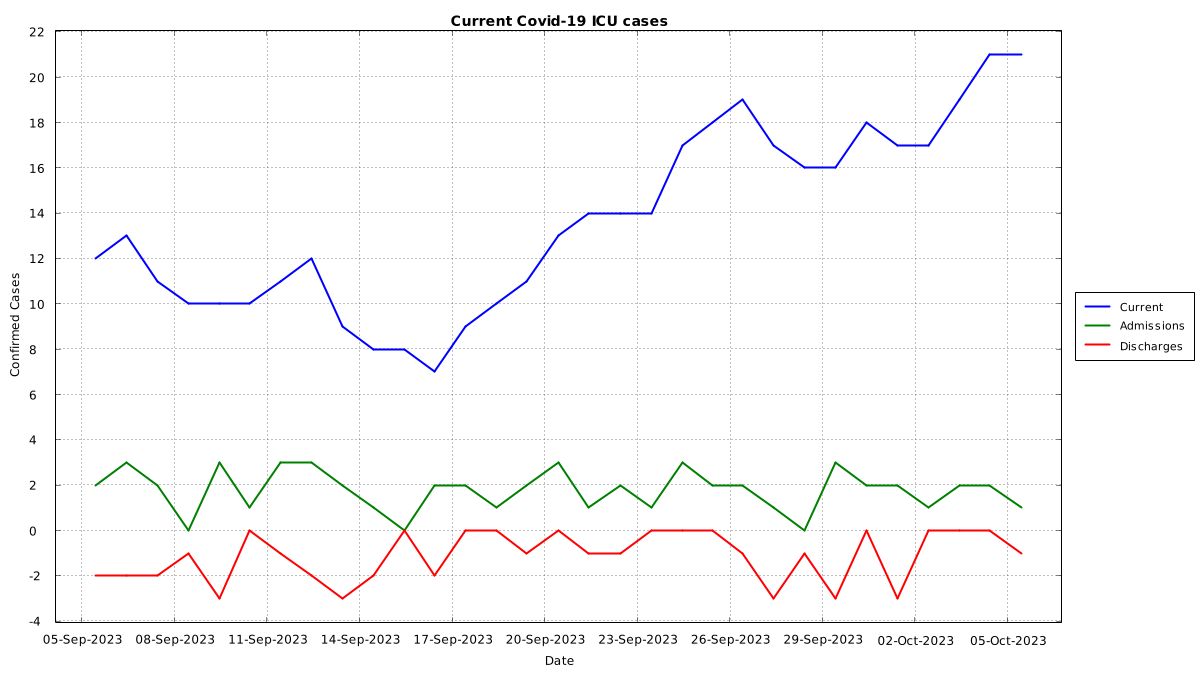 Current Covid-19 ICU cases
22
20
18
16
14
12
10
8
6
4
2
0
-2
-4
Confirmed Cases
05-Sep-2023 08-Sep-2023 11-Sep-2023 14-Sep-2023 17-Sep-2023 20-Sep-2023 23-Sep-2023 26-Sep-2023 29-Sep-2023 02-Oct-2023 05-Oct-2023
Date
Current
Admissions
Discharges